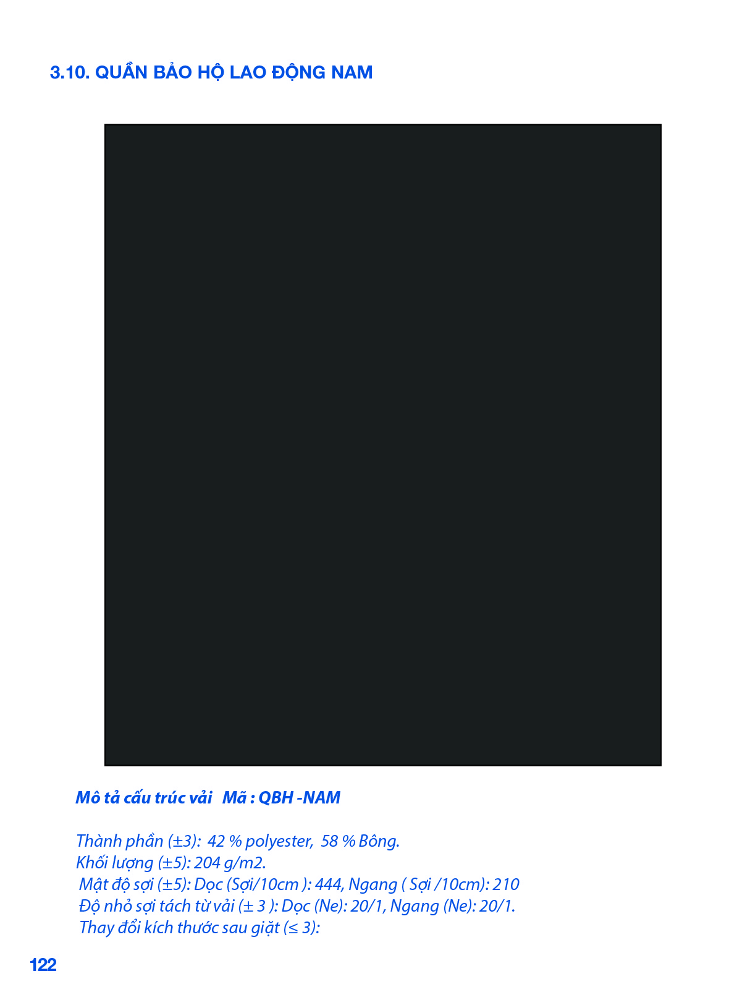 3.10. QUẦN BẢO HỘ LAO ĐỘNG NAM
Mô tả cấu trúc vải   Mã : QBH -NAM
Thành phần (±3):  42 % polyester,  58 % Bông.
Khối lượng (±5): 204 g/m2.
Mật độ sợi (±5): Dọc (Sợi/10cm ): 444, Ngang ( Sợi /10cm): 210
Độ nhỏ sợi tách từ vải (± 3 ): Dọc (Ne): 20/1, Ngang (Ne): 20/1.
Thay đổi kích thước sau giặt (≤ 3):
122